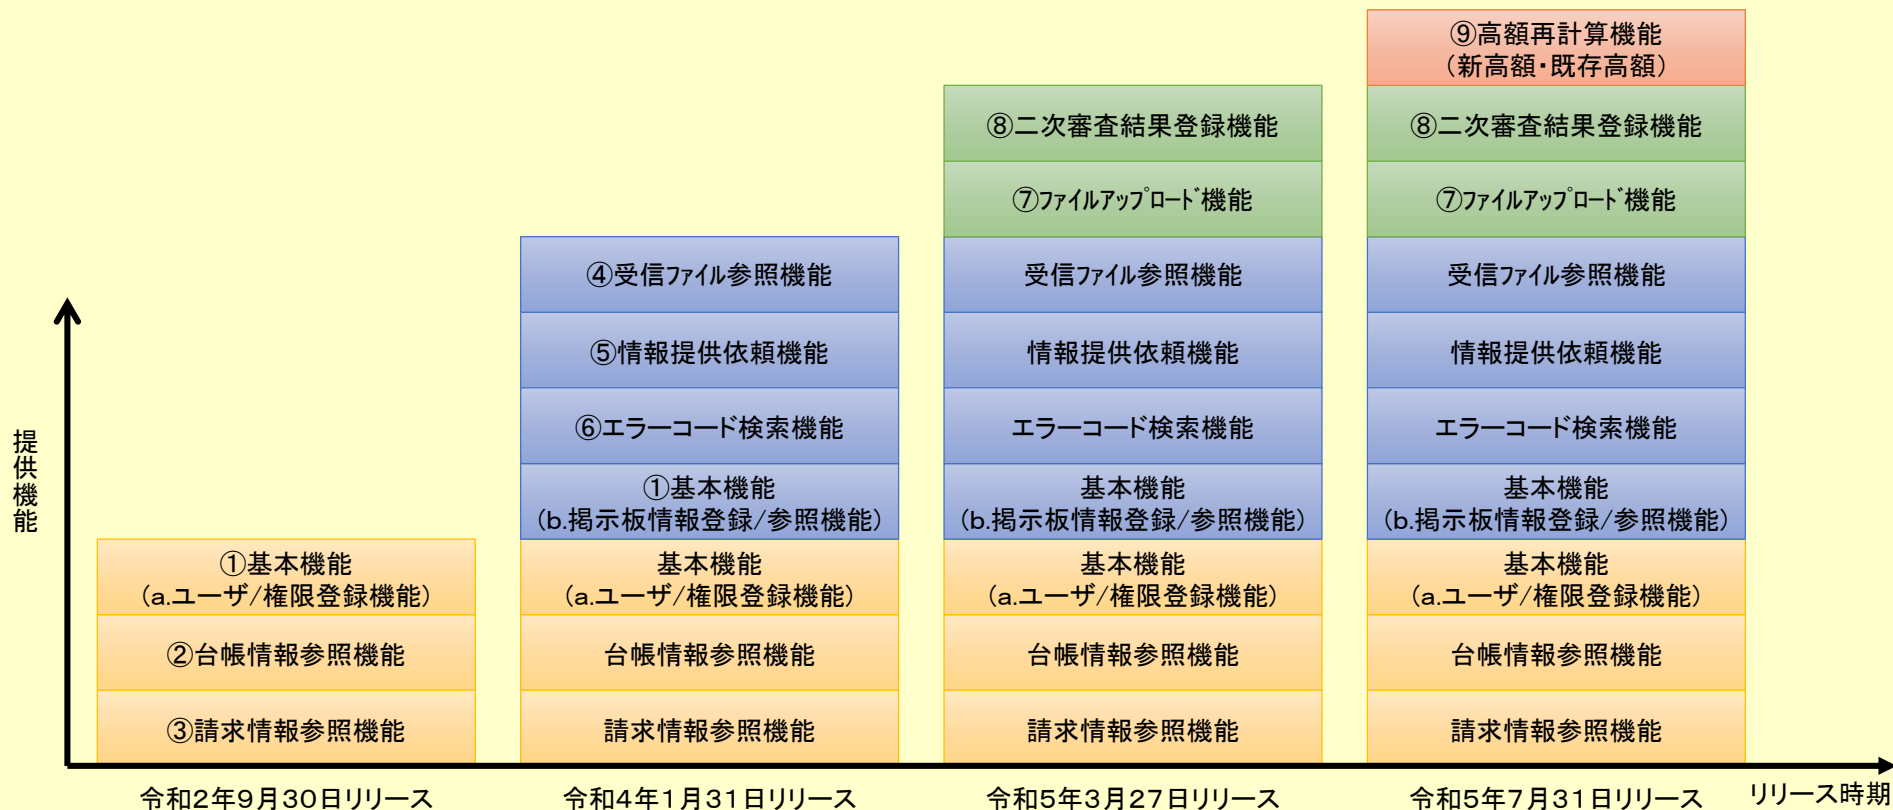 提供機能
①基本機能
(a.ユーザ/権限登録機能)
②台帳情報参照機能
③請求情報参照機能
令和2年9月30日リリース
④受信ファイル参照機能
⑤情報提供依頼機能
⑥エラーコード検索機能
①基本機能
(b.掲示板情報登録/参照機能)
基本機能
(a.ユーザ/権限登録機能)
台帳情報参照機能
請求情報参照機能
令和4年1月31日リリース
⑧二次審査結果登録機能
⑦ファイルアップロード機能
受信ファイル参照機能
情報提供依頼機能
エラーコード検索機能
基本機能
(b.掲示板情報登録/参照機能)
基本機能
(a.ユーザ/権限登録機能)
台帳情報参照機能
請求情報参照機能
令和5年3月27日リリース
⑨高額再計算機能
(新高額・既存高額)
⑧二次審査結果登録機能
⑦ファイルアップロード機能
受信ファイル参照機能
情報提供依頼機能
エラーコード検索機能
基本機能
(b.掲示板情報登録/参照機能)
基本機能
(a.ユーザ/権限登録機能)
台帳情報参照機能
請求情報参照機能
令和5年7月31日リリース
リリース時期